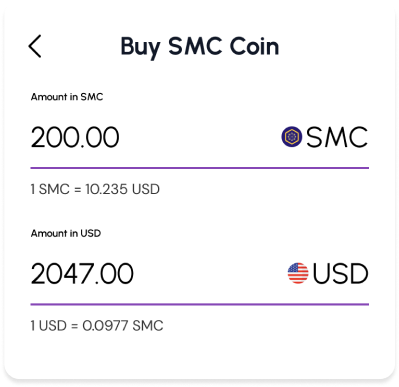 Buy SMC Coin
Amount in SMC
200.00 SMC
1 SMC = 10.235 USD
Amount in USD
2047.00 USD
1 USD = 0.0977 SMC